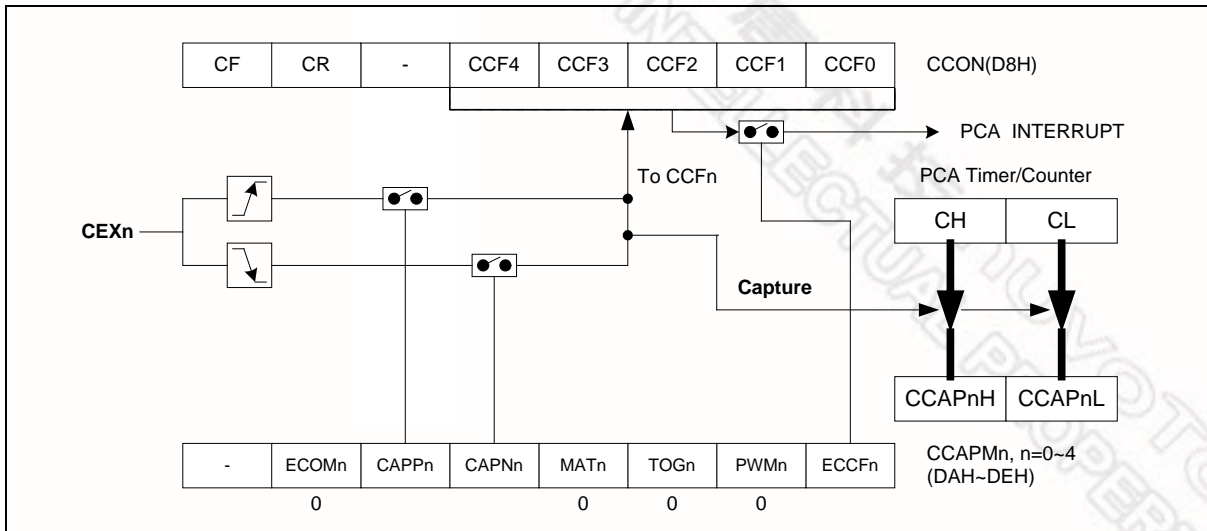 CF CR - CCF4 CCF3 CCF2 CCF1 CCF0 CCON(D8H)
PCA INTERRUPT
To CCFn
PCA Timer/Counter
CEXn
CH CL
Capture
CCAPnH CCAPnL
- ECOMn CAPPn CAPNn MATn TOGn PWMn ECCFn
CCAPMn, n=0~4
(DAH~DEH)
0 0 0 0